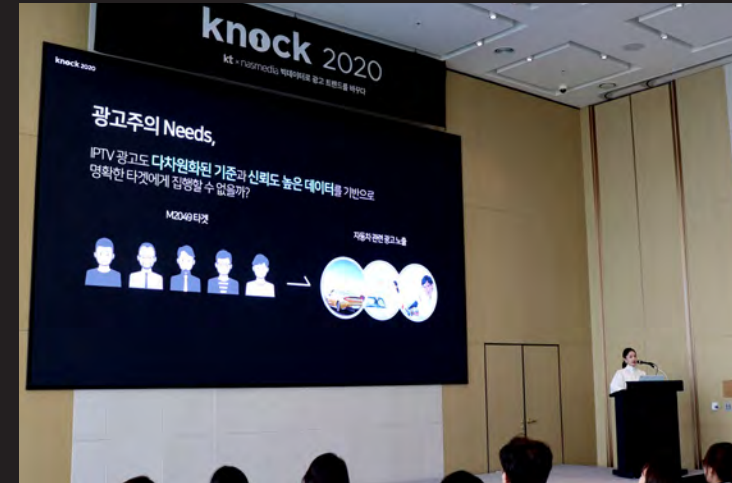 knock 2020
kt × nasmedia 빅데이터로 광고 트렌드를 바꾸다
knock 2020
광고주의 Needs,
IPTV 광고도 다차원화된 기준과 신뢰도 높은 데이터를 기반으로
명확한 타겟에게 집행할 수 없을까?
M2049 타겟
자동차 관련 광고 노출